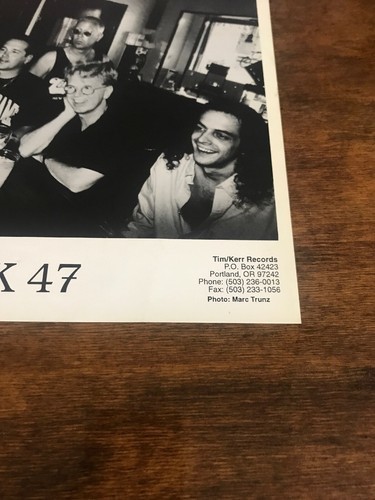 K 47
Tim/Kerr Records
P.O. Box 42423
Portland, OR 97242
Phone: (503) 236-0013
Fax: (503) 233-1056
Photo: Marc Trunz